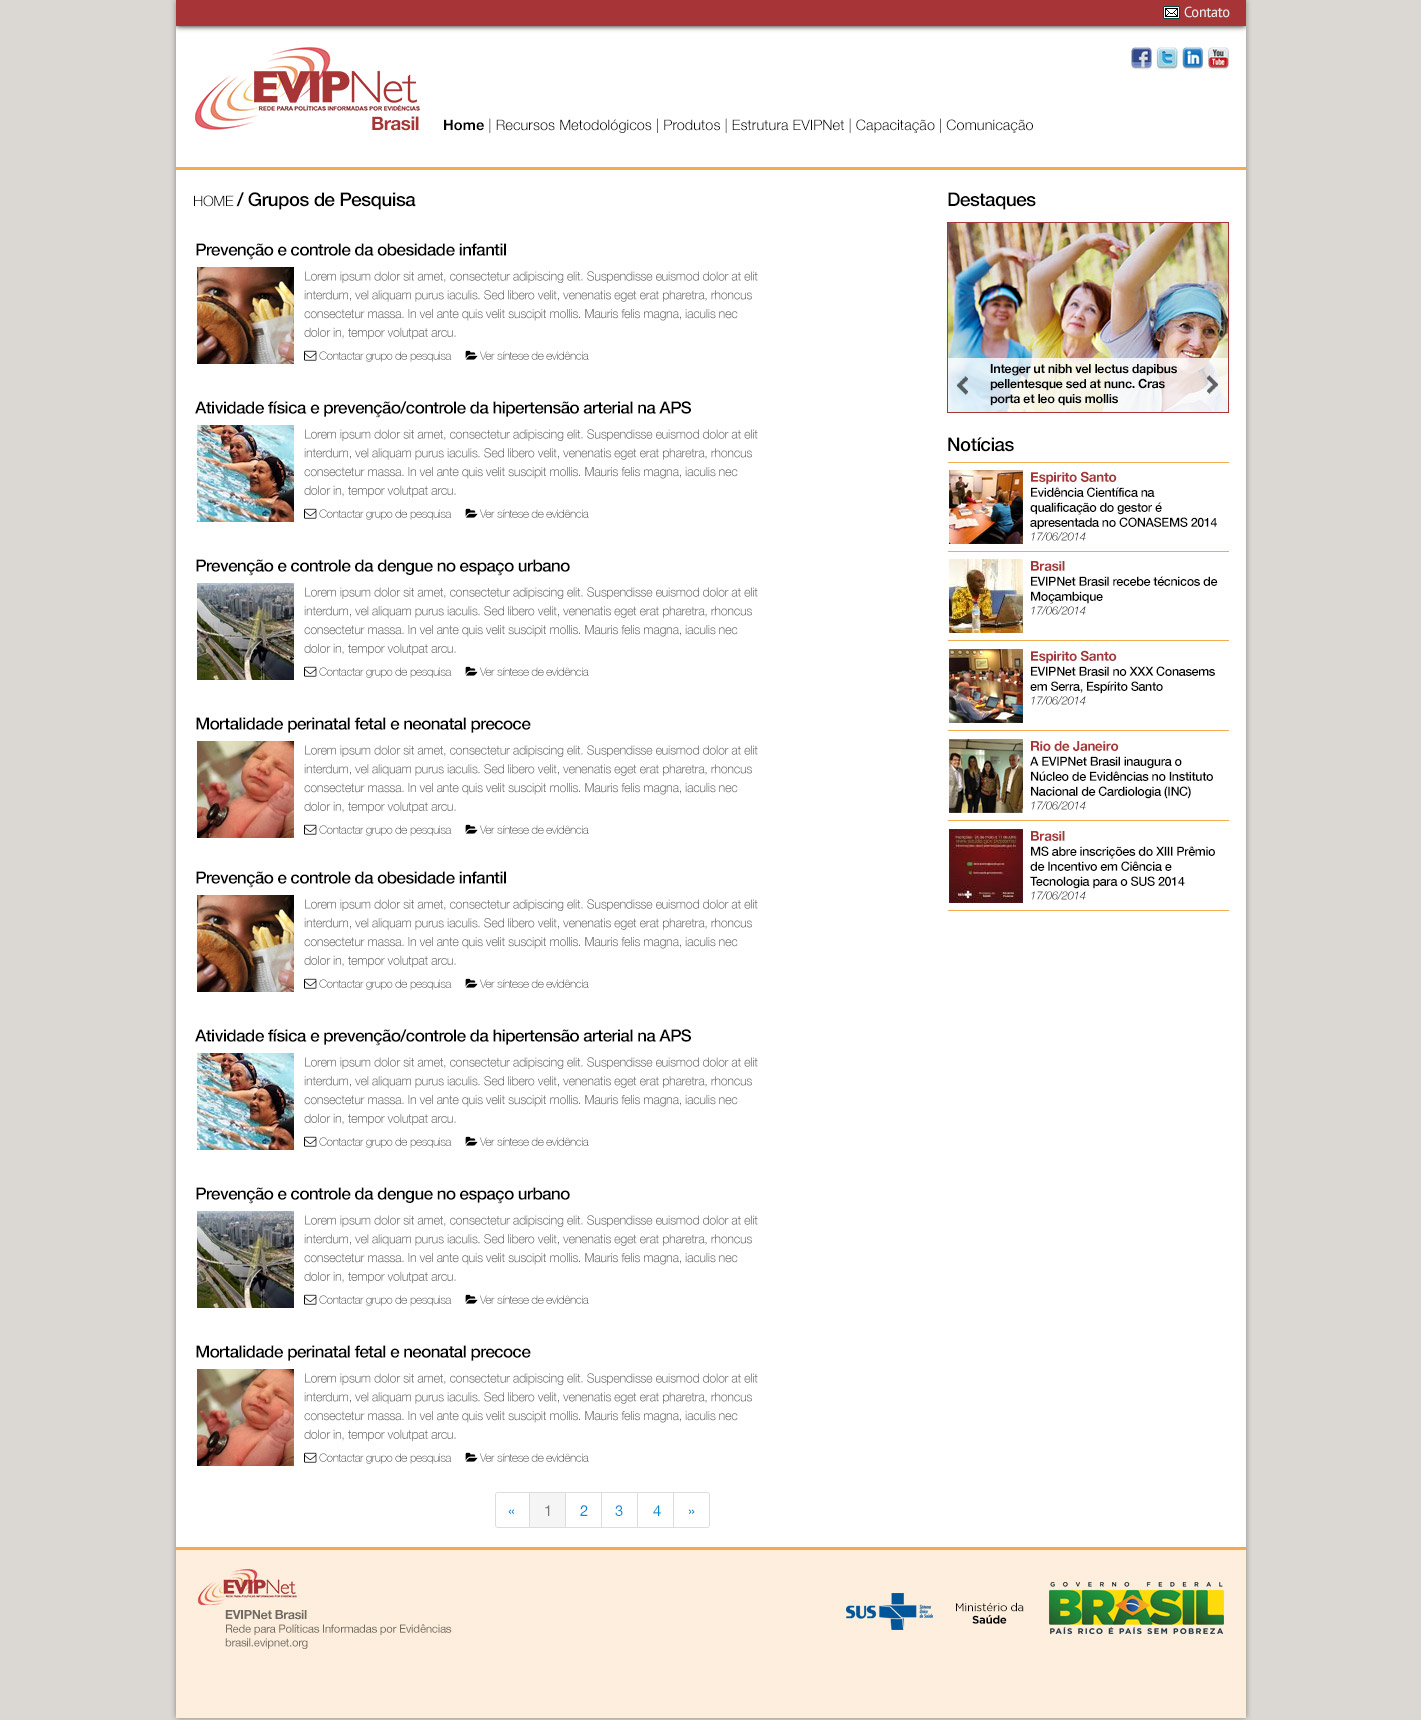 Contato
EVIPNet
REDE PARA POLÍTICAS INFORMADAS POR EVIDÊNCIAS
Brasil
Home | Recursos Metodológicos | Produtos | Estrutura EVIPNet | Capacitação | Comunicação
HOME / Grupos de Pesquisa
Prevenção e controle da obesidade infantil
Lorem ipsum dolor sit amet, consectetur adipiscing elit. Suspendisse euismod dolor at elit
interdum, vel aliquam purus iaculis. Sed libero velit, venenatis eget erat pharetra, rhoncus
consectetur massa. In vel ante quis velit suscipit mollis. Mauris felis magna, iaculis nec
dolor in, tempor volutpat arcu.
Contactar grupo de pesquisa Ver síntese de evidência
Atividade física e prevenção/controle da hipertensão arterial na APS
Lorem ipsum dolor sit amet, consectetur adipiscing elit. Suspendisse euismod dolor at elit
interdum, vel aliquam purus iaculis. Sed libero velit, venenatis eget erat pharetra, rhoncus
consectetur massa. In vel ante quis velit suscipit mollis. Mauris felis magna, iaculis nec
dolor in, tempor volutpat arcu.
Contactar grupo de pesquisa Ver síntese de evidência
Prevenção e controle da dengue no espaço urbano
Lorem ipsum dolor sit amet, consectetur adipiscing elit. Suspendisse euismod dolor at elit
interdum, vel aliquam purus iaculis. Sed libero velit, venenatis eget erat pharetra, rhoncus
consectetur massa. In vel ante quis velit suscipit mollis. Mauris felis magna, iaculis nec
dolor in, tempor volutpat arcu.
Contactar grupo de pesquisa Ver síntese de evidência
Mortalidade perinatal fetal e neonatal precoce
Lorem ipsum dolor sit amet, consectetur adipiscing elit. Suspendisse euismod dolor at elit
interdum, vel aliquam purus iaculis. Sed libero velit, venenatis eget erat pharetra, rhoncus
consectetur massa. In vel ante quis velit suscipit mollis. Mauris felis magna, iaculis nec
dolor in, tempor volutpat arcu.
Contactar grupo de pesquisa Ver síntese de evidência
Prevenção e controle da obesidade infantil
Lorem ipsum dolor sit amet, consectetur adipiscing elit. Suspendisse euismod dolor at elit
interdum, vel aliquam purus iaculis. Sed libero velit, venenatis eget erat pharetra, rhoncus
consectetur massa. In vel ante quis velit suscipit mollis. Mauris felis magna, iaculis nec
dolor in, tempor volutpat arcu.
Contactar grupo de pesquisa Ver síntese de evidência
Atividade física e prevenção/controle da hipertensão arterial na APS
Lorem ipsum dolor sit amet, consectetur adipiscing elit. Suspendisse euismod dolor at elit
interdum, vel aliquam purus iaculis. Sed libero velit, venenatis eget erat pharetra, rhoncus
consectetur massa. In vel ante quis velit suscipit mollis. Mauris felis magna, iaculis nec
dolor in, tempor volutpat arcu.
Contactar grupo de pesquisa Ver síntese de evidência
Prevenção e controle da dengue no espaço urbano
Lorem ipsum dolor sit amet, consectetur adipiscing elit. Suspendisse euismod dolor at elit
interdum, vel aliquam purus iaculis. Sed libero velit, venenatis eget erat pharetra, rhoncus
consectetur massa. In vel ante quis velit suscipit mollis. Mauris felis magna, iaculis nec
dolor in, tempor volutpat arcu.
Contactar grupo de pesquisa Ver síntese de evidência
Mortalidade perinatal fetal e neonatal precoce
Lorem ipsum dolor sit amet, consectetur adipiscing elit. Suspendisse euismod dolor at elit
interdum, vel aliquam purus iaculis. Sed libero velit, venenatis eget erat pharetra, rhoncus
consectetur massa. In vel ante quis velit suscipit mollis. Mauris felis magna, iaculis nec
dolor in, tempor volutpat arcu.
Contactar grupo de pesquisa Ver síntese de evidência
« 1 2 3 4 »
Destaques
Integer ut nibh vel lectus dapibus
pellentesque sed at nunc. Cras
porta et leo quis mollis
Notícias
Espirito Santo
Evidência Científica na
qualificação do gestor é
apresentada no CONASEMS 2014
17/06/2014
Brasil
EVIPNet Brasil recebe técnicos de
Moçambique
17/06/2014
Espirito Santo
EVIPNet Brasil no XXX Conasems
em Serra, Espírito Santo
17/06/2014
Rio de Janeiro
A EVIPNet Brasil inaugura o
Núcleo de Evidências no Instituto
Nacional de Cardiologia (INC)
17/06/2014
Brasil
MS abre inscrições do XIII Prêmio
de Incentivo em Ciência e
Tecnologia para o SUS 2014
17/06/2014
EVIPNet
EVIPNet Brasil
Rede para Políticas Informadas por Evidências
brasil.evipnet.org
SUS
Ministério da
Saúde
GOVERNO FEDERAL
BRASIL
PAÍS RICO É PAÍS SEM POBREZA